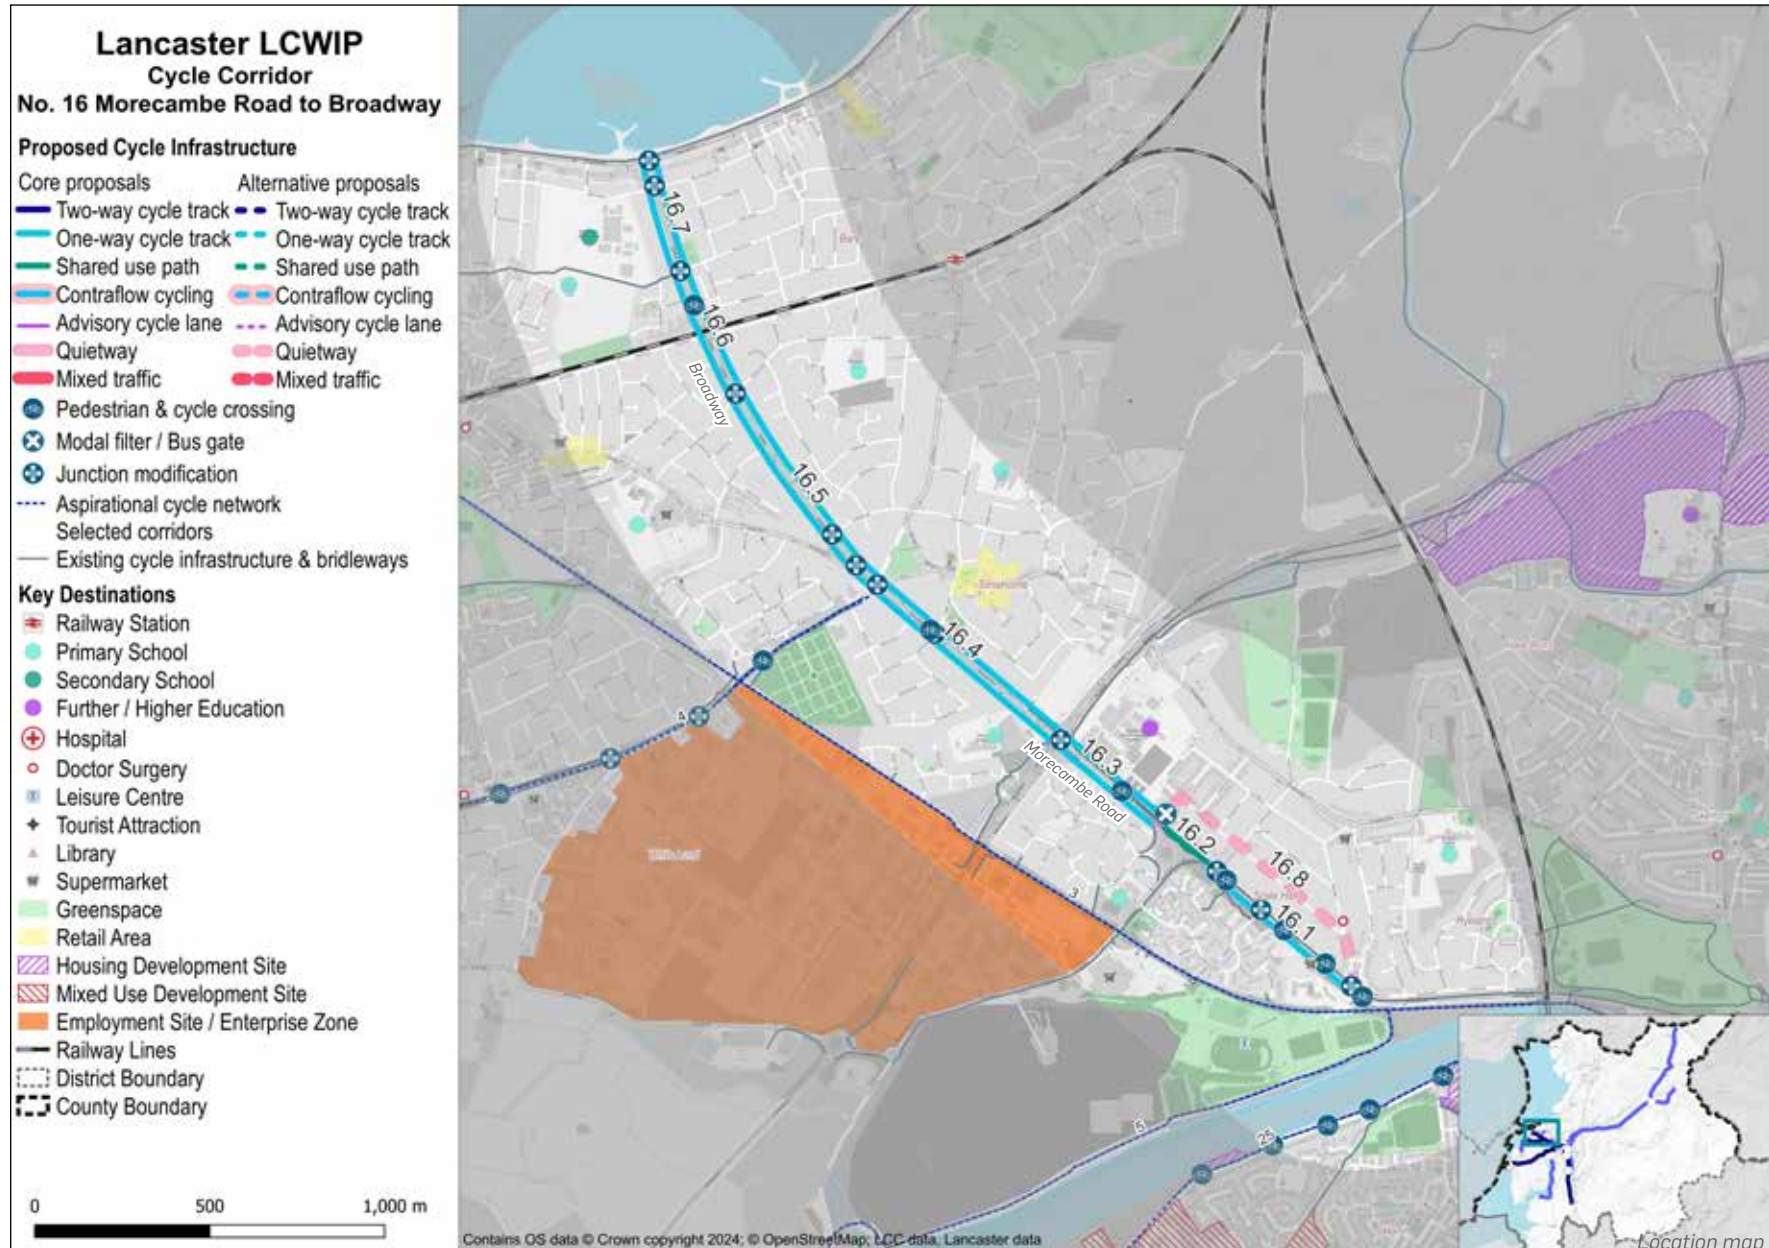 Lancaster LCWIP
Cycle Corridor
No. 16 Morecambe Road to Broadway
Proposed Cycle Infrastructure
Core proposals Alternative proposals
Two-way cycle track Two-way cycle track
One-way cycle track One-way cycle track
Shared use path Shared use path
Contraflow cycling Contraflow cycling
Advisory cycle lane Advisory cycle lane
Quietway Quietway
Mixed traffic Mixed traffic
Pedestrian & cycle crossing
Modal filter / Bus gate
Junction modification
Aspirational cycle network
Selected corridors
Existing cycle infrastructure & bridleways
Key Destinations
Railway Station
Primary School
Secondary School
Further / Higher Education
Hospital
Doctor Surgery
Leisure Centre
Tourist Attraction
Library
Supermarket
Greenspace
Retail Area
Housing Development Site
Mixed Use Development Site
Employment Site / Enterprise Zone
Railway Lines
District Boundary
County Boundary
0 500 1,000 m
16.7
16.6
Broadway
16.5
16.4
16.3
Morecambe Road
16.2
16.8
16.1
4
3
5
25
Contains OS data © Crown copyright 2024; © OpenStreetMap; LCC data, Lancaster data
Location map